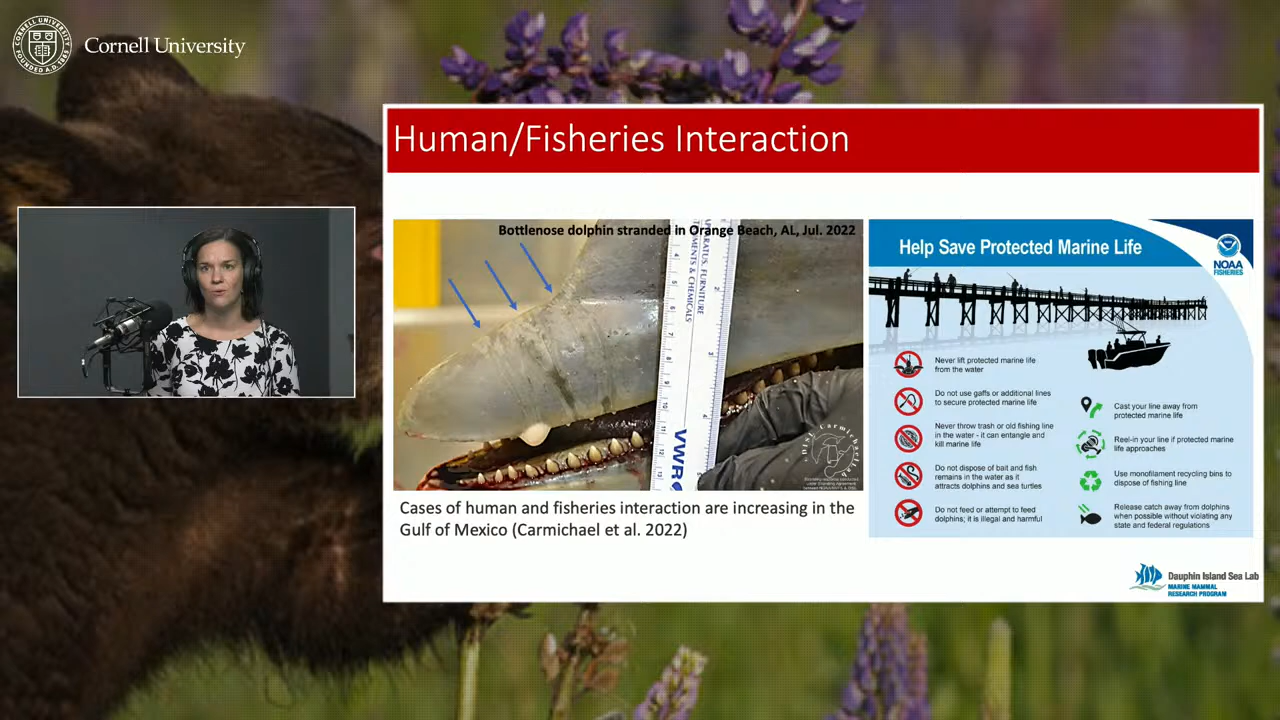 Cornell University
Human/Fisheries Interaction
Bottlenose dolphin stranded in Orange Beach, AL, Jul. 2022
VWR
Cases of human and fisheries interaction are increasing in the
Gulf of Mexico (Carmichael et al. 2022)
Help Save Protected Marine Life
NOAA
FISHERIES
Never lift protected marine life
from the water
Do not use gaffs or additional lines
to secure protected marine life
Never throw trash or old fishing line
in the water - it can entangle and
kill marine life
Do not dispose of bait and fish
remains in the water as it
attracts dolphins and sea turtles
Do not feed or attempt to feed
dolphins; it is illegal and harmful
Cast your line away from
protected marine life
Reel-in your line if protected marine
life approaches
Use monofilament recycling bins to
dispose of fishing line
Release catch away from dolphins
when possible without violating any
state and federal regulations
Dauphin Island Sea Lab
MARINE MAMMAL
RESEARCH PROGRAM